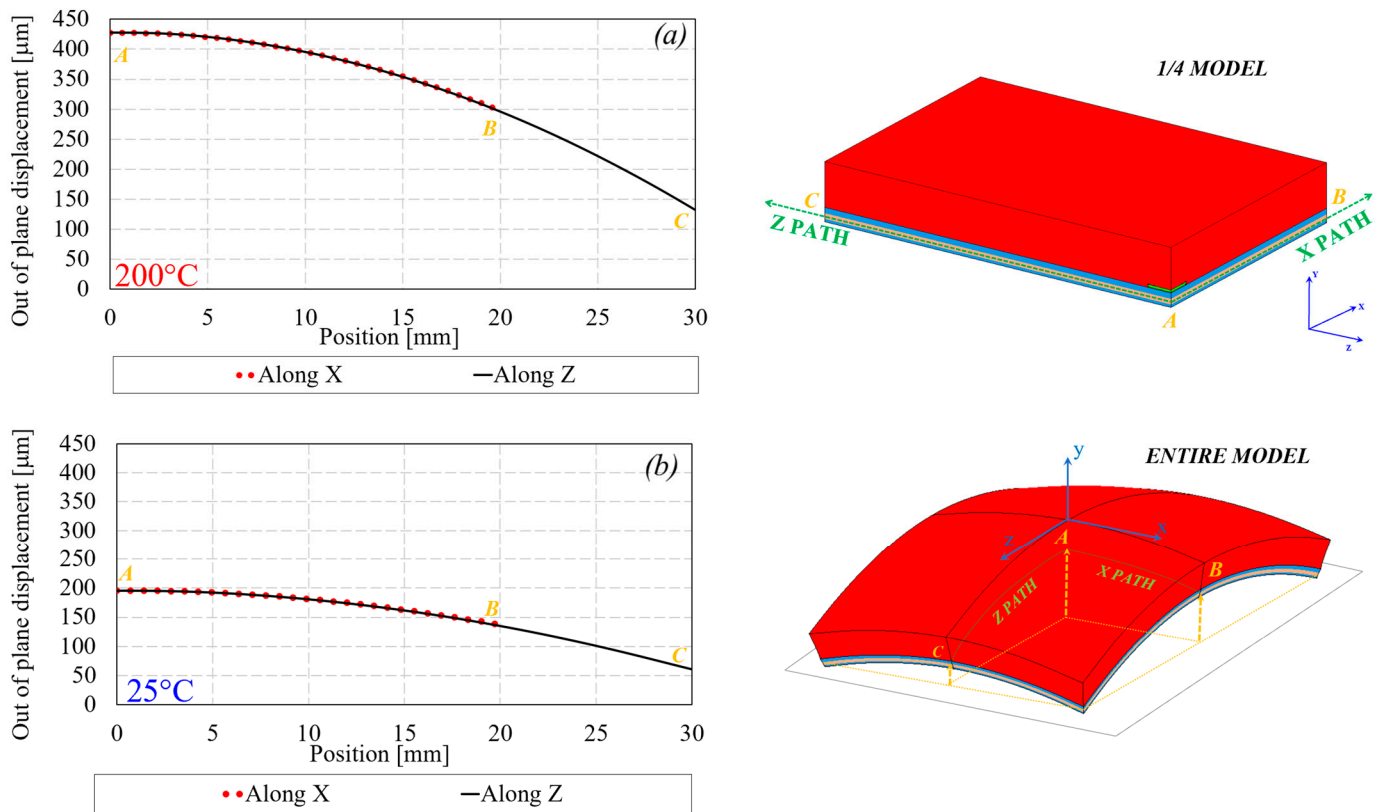 Out of plane displacement [μm]
450
400
350
300
250
200
150
100
50
0
(a)
A
B
C
200°C
0
5
10
15
20
25
30
Position [mm]
Along X
Along Z
1/4 MODEL
C
B
Z PATH
X PATH
A
Y
X
Z
Out of plane displacement [μm]
450
400
350
300
250
200
150
100
50
0
(b)
A
B
C
25°C
0
5
10
15
20
25
30
Position [mm]
Along X
Along Z
ENTIRE MODEL
y
x
z
A
B
X PATH
Z PATH
C